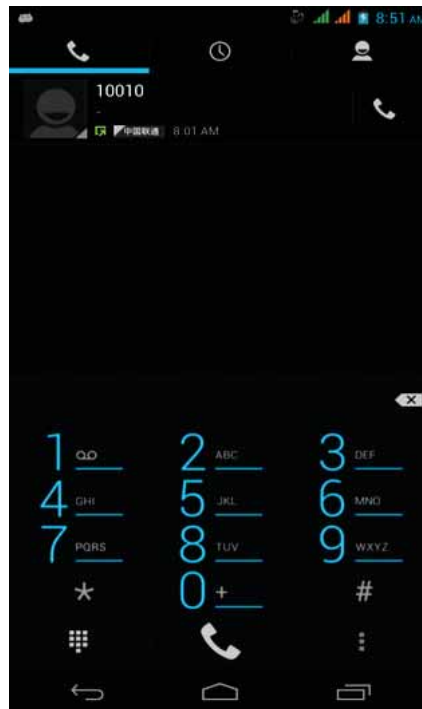 8:51 AM
10010
-
中国联通 8:01 AM
1 2 ABC 3 DEF
4 GHI 5 JKL 6 MNO
7 PQRS 8 TUV 9 WXYZ
* 0 + #